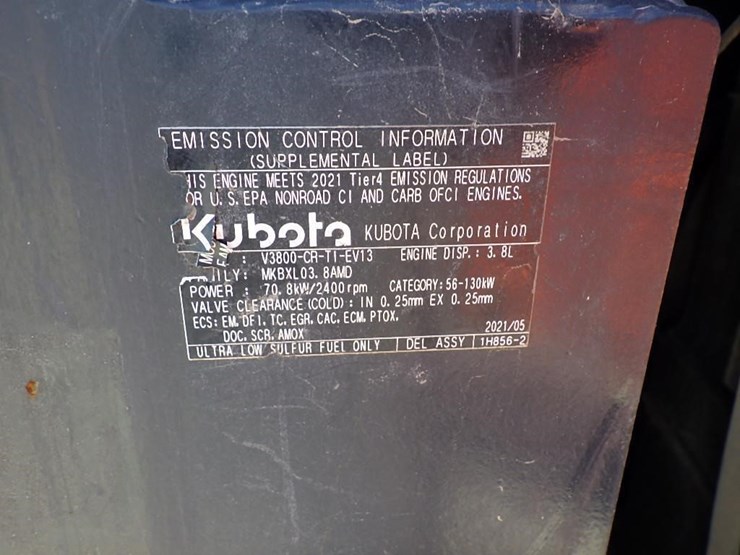 EMISSION CONTROL INFORMATION
(SUPPLEMENTAL LABEL)
HIS ENGINE MEETS 2021 Tier4 EMISSION REGULATIONS
OR U.S. EPA NONROAD CI AND CARB OFCI ENGINES.
Kubota KUBOTA Corporation
: V3800-CR-TI-EV13 ENGINE DISP.: 3.8L
ILY: MKBXL03.8AMD
POWER : 70.8kW/2400rpm CATEGORY:56-130kW
VALVE CLEARANCE (COLD) : IN 0.25mm EX 0.25mm
ECS: EM, DFI, TC, EGR, CAC, ECM, PTOX,
DOC, SCR, AMOX 2021/05
ULTRA LOW SULFUR FUEL ONLY DEL ASSY 1H856-2